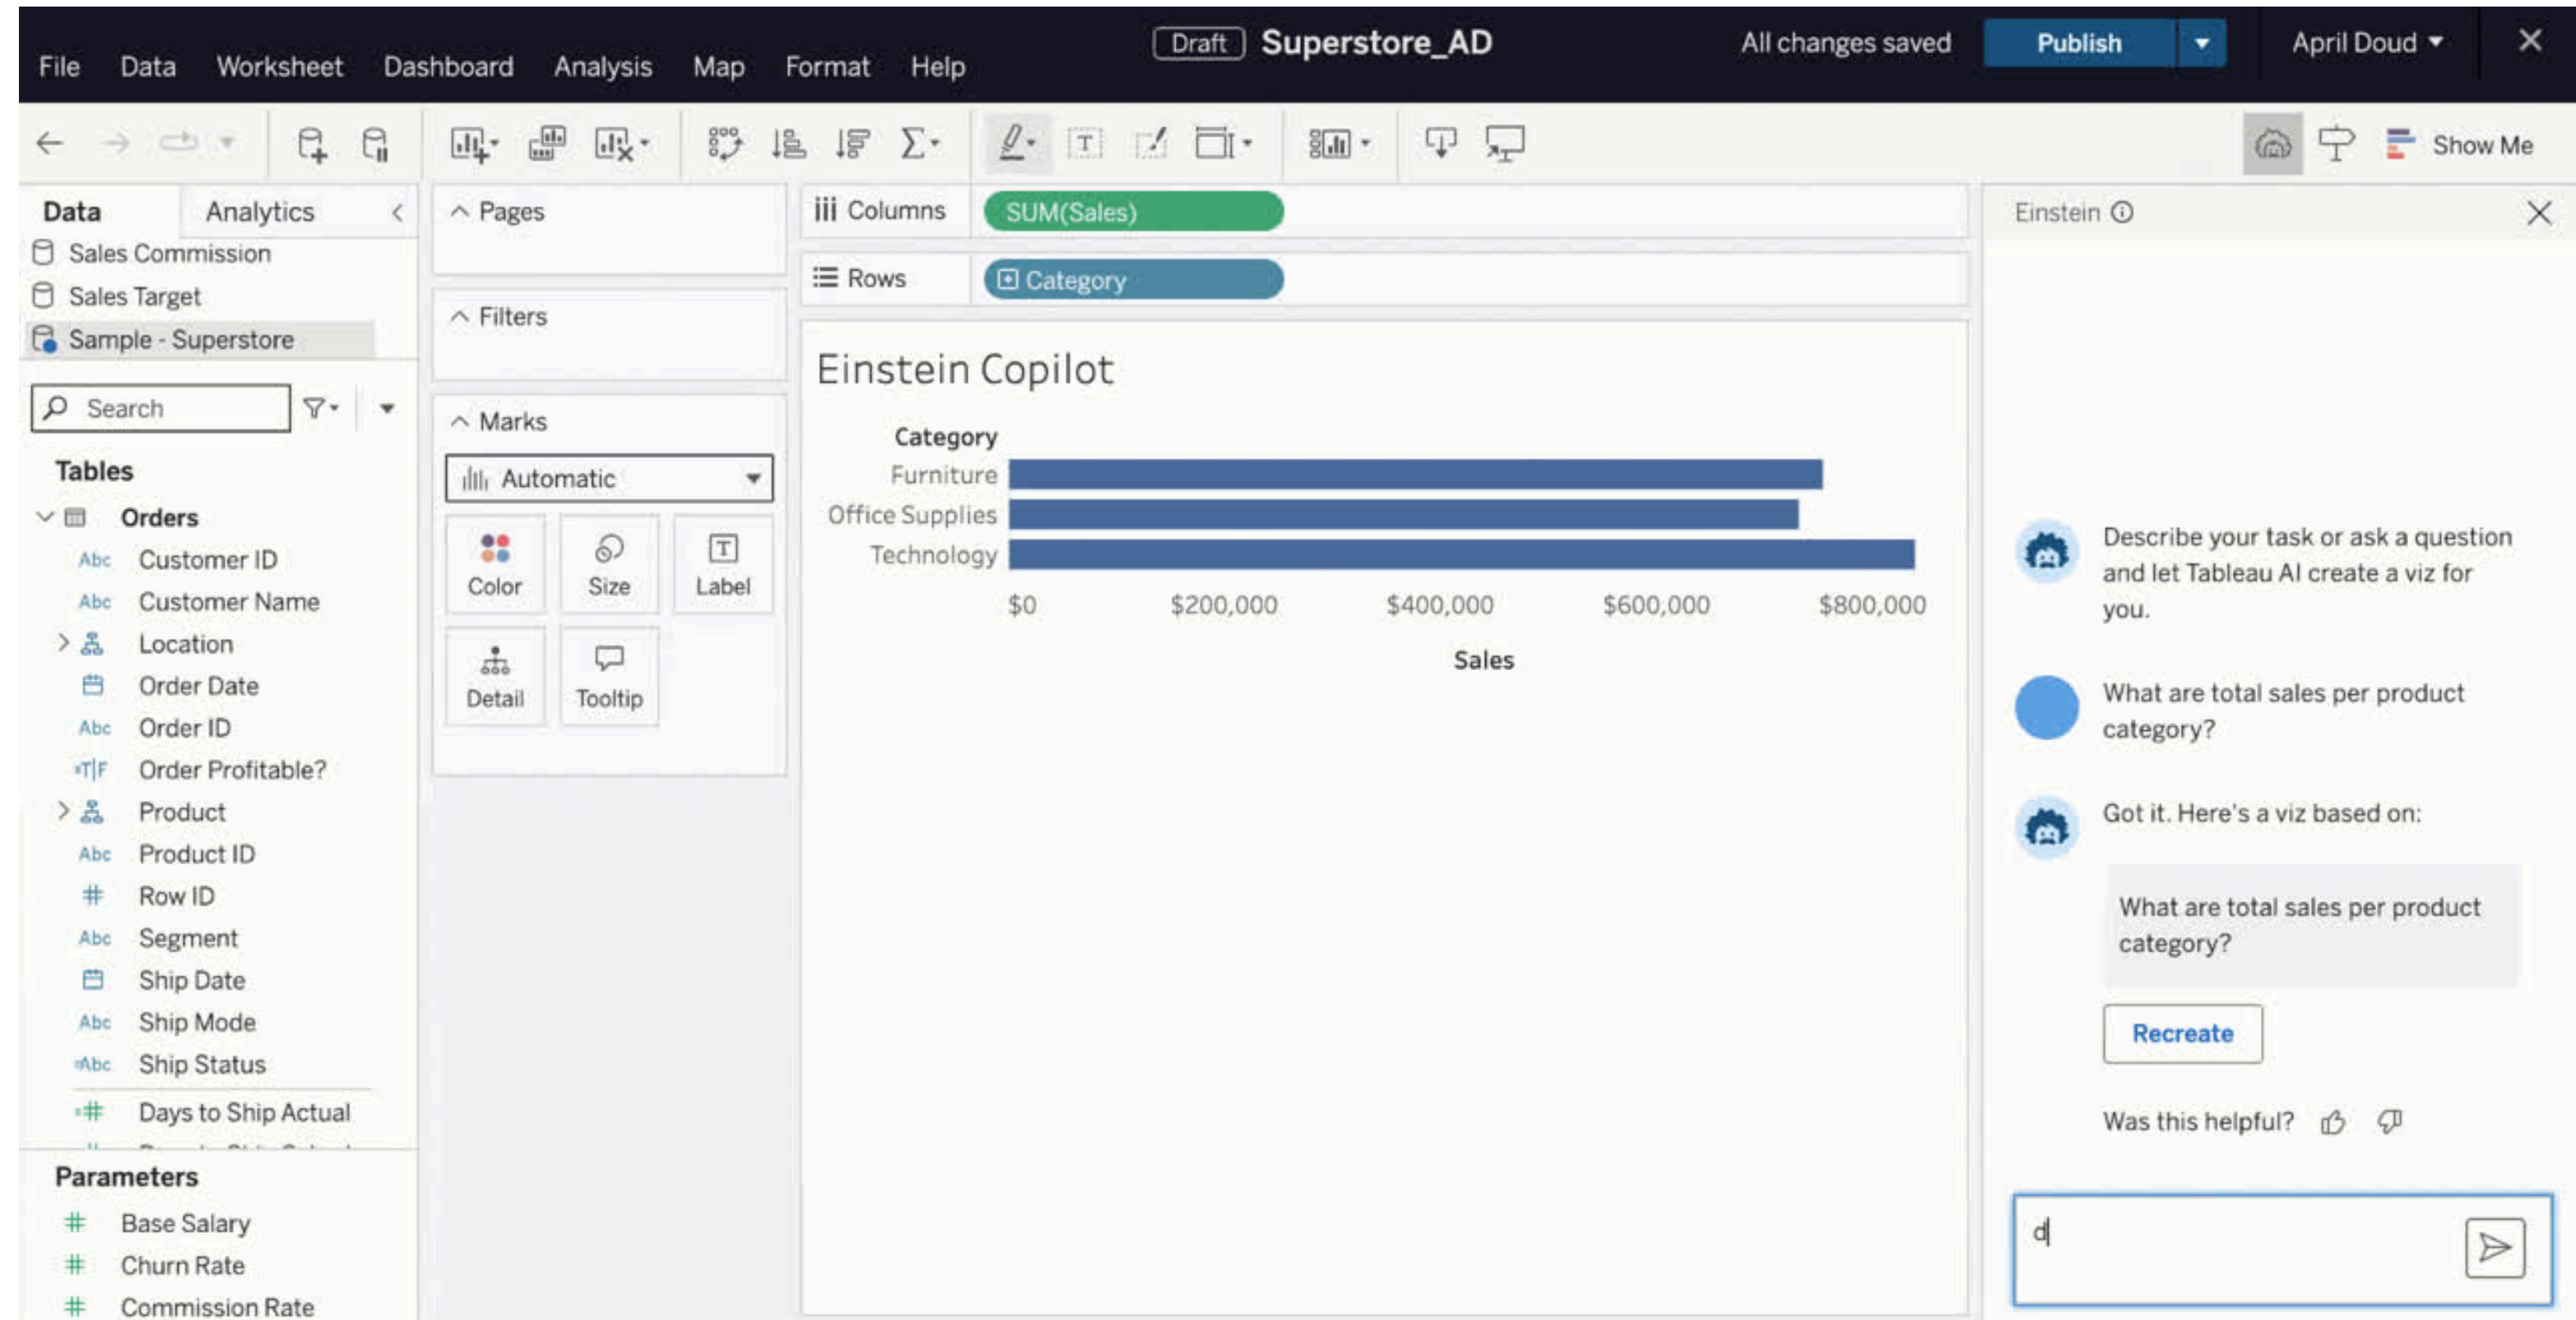 File Data Worksheet Dashboard Analysis Map Format Help
Draft Superstore_AD
All changes saved
Publish
April Doud
Show Me
Data Analytics
Sales Commission
Sales Target
Sample - Superstore
Search
Tables
Orders
Abc Customer ID
Abc Customer Name
Location
Order Date
Abc Order ID
=T|F Order Profitable?
Product
Abc Product ID
# Row ID
Abc Segment
Ship Date
Abc Ship Mode
=Abc Ship Status
=# Days to Ship Actual
Parameters
# Base Salary
# Churn Rate
# Commission Rate
Pages
Filters
Marks
Automatic
Color Size Label
Detail Tooltip
Columns SUM(Sales)
Rows Category
Einstein Copilot
Category
Furniture
Office Supplies
Technology
$0 $200,000 $400,000 $600,000 $800,000
Sales
Einstein
Describe your task or ask a question
and let Tableau AI create a viz for
you.
What are total sales per product
category?
Got it. Here's a viz based on:
What are total sales per product
category?
Recreate
Was this helpful?
d